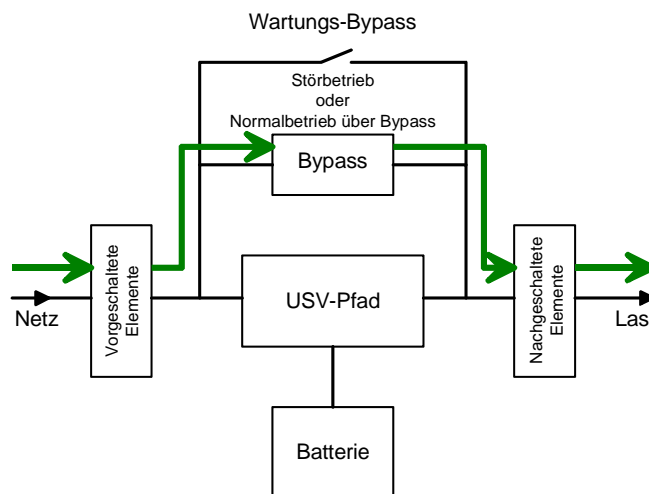 Wartungs-Bypass
Störbetrieb
oder
Normalbetrieb über Bypass
Bypass
Vorgeschaltete
Elemente
USV-Pfad
Nachgeschaltete
Elemente
Netz
Las
Batterie